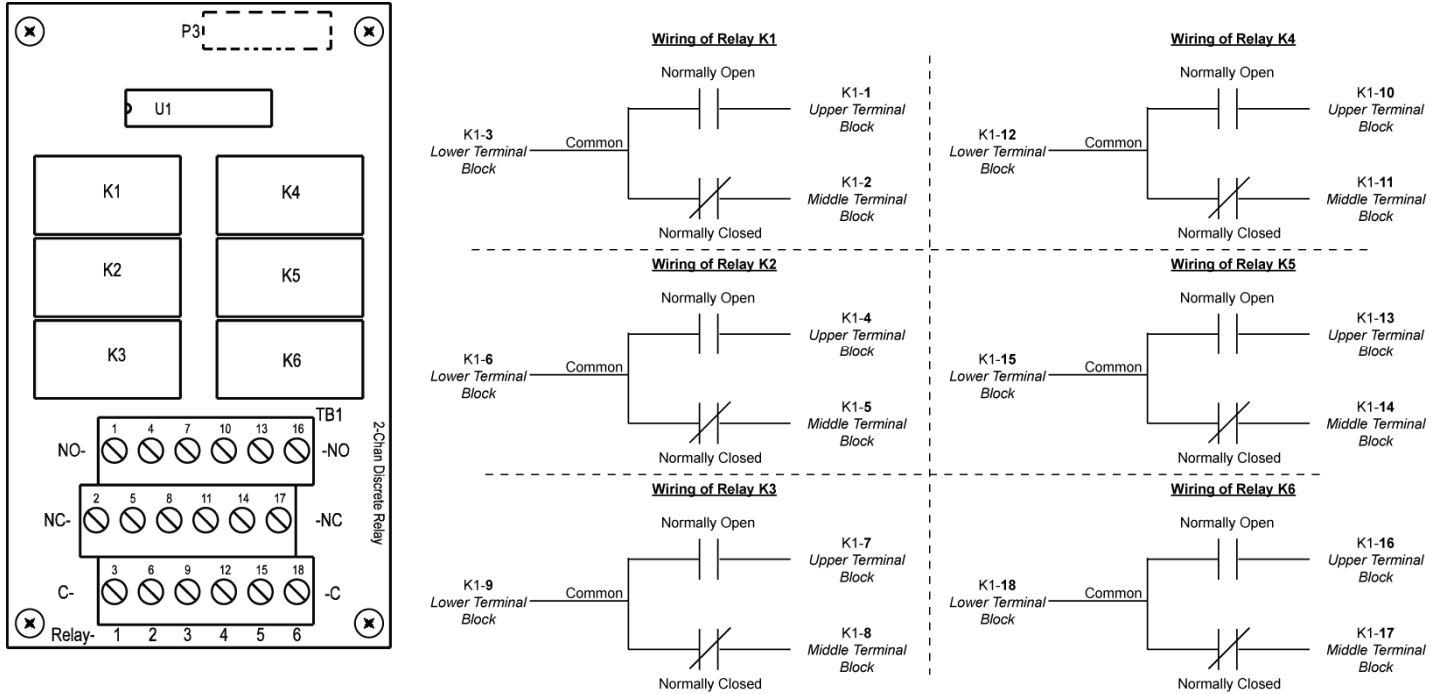 P3
U1
K1
K4
K2
K5
K3
K6
TB1
1 4 7 10 13 16
NO- -NO
2 5 8 11 14 17
NC- -NC
3 6 9 12 15 18
C- -C
Relay- 1 2 3 4 5 6
2-Chan Discrete Relay
Wiring of Relay K1
Normally Open
K1-1
Upper Terminal
Block
K1-3
Lower Terminal
Block
Common
K1-2
Middle Terminal
Block
Normally Closed
Wiring of Relay K4
Normally Open
K1-10
Upper Terminal
Block
K1-12
Lower Terminal
Block
Common
K1-11
Middle Terminal
Block
Normally Closed
Wiring of Relay K2
Normally Open
K1-4
Upper Terminal
Block
K1-6
Lower Terminal
Block
Common
K1-5
Middle Terminal
Block
Normally Closed
Wiring of Relay K5
Normally Open
K1-13
Upper Terminal
Block
K1-15
Lower Terminal
Block
Common
K1-14
Middle Terminal
Block
Normally Closed
Wiring of Relay K3
Normally Open
K1-7
Upper Terminal
Block
K1-9
Lower Terminal
Block
Common
K1-8
Middle Terminal
Block
Normally Closed
Wiring of Relay K6
Normally Open
K1-16
Upper Terminal
Block
K1-18
Lower Terminal
Block
Common
K1-17
Middle Terminal
Block
Normally Closed